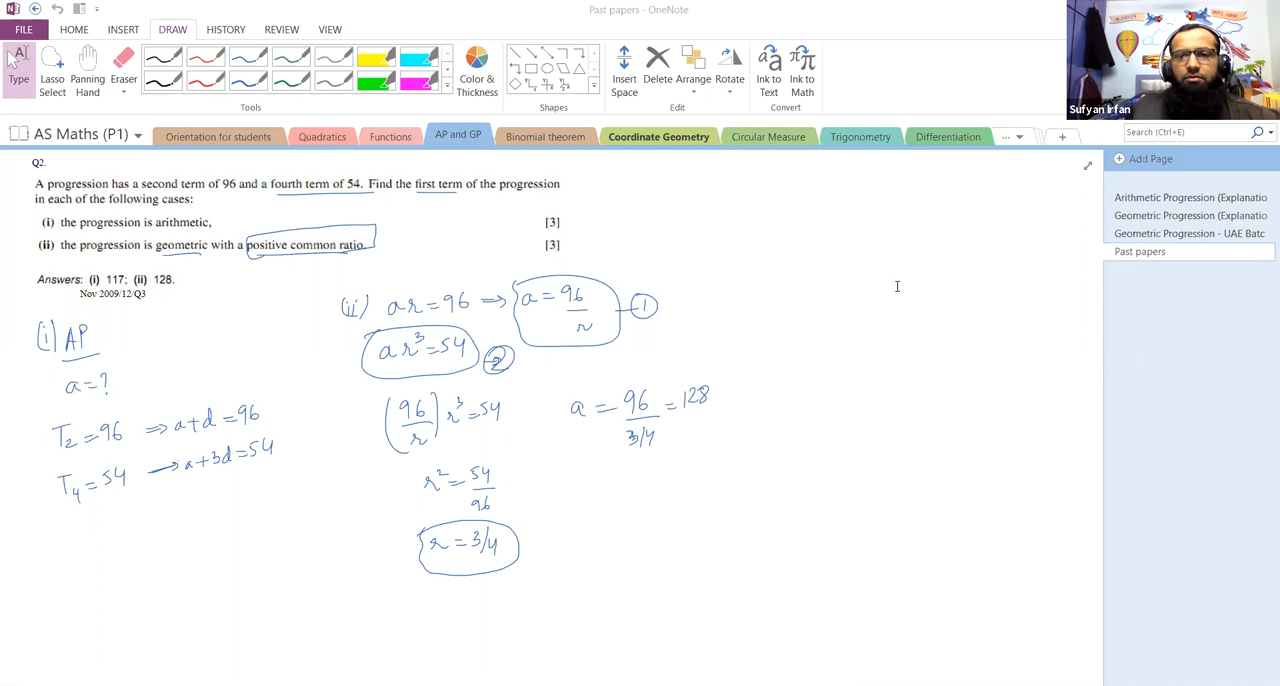 Past papers - OneNote
FILE HOME INSERT DRAW HISTORY REVIEW VIEW
Type Lasso Select Panning Hand Eraser Color & Thickness Insert Space Delete Arrange Rotate Ink to Text Ink to Math
Tools Shapes Edit Convert
Sufyan Irfan
AS Maths (P1) Orientation for students Quadratics Functions AP and GP Binomial theorem Coordinate Geometry Circular Measure Trigonometry Differentiation ... Search (Ctrl+E)
Add Page
Arithmetic Progression (Explanatio
Geometric Progression (Explanatio
Geometric Progression - UAE Batc
Past papers
Q2.
A progression has a second term of 96 and a fourth term of 54. Find the first term of the progression
in each of the following cases:
(i) the progression is arithmetic, [3]
(ii) the progression is geometric with a positive common ratio. [3]
Answers: (i) 117; (ii) 128.
Nov 2009/12/Q3
(i) AP
a=?
T₂=96 ⇒ a+d=96
T₄=54 → a+3d=54
(ii) ar=96 ⇒ a=96/r — ①
ar³=54 ②
(96/r) r³=54
r²=54/96
r=3/4
a=96/(3/4)=128